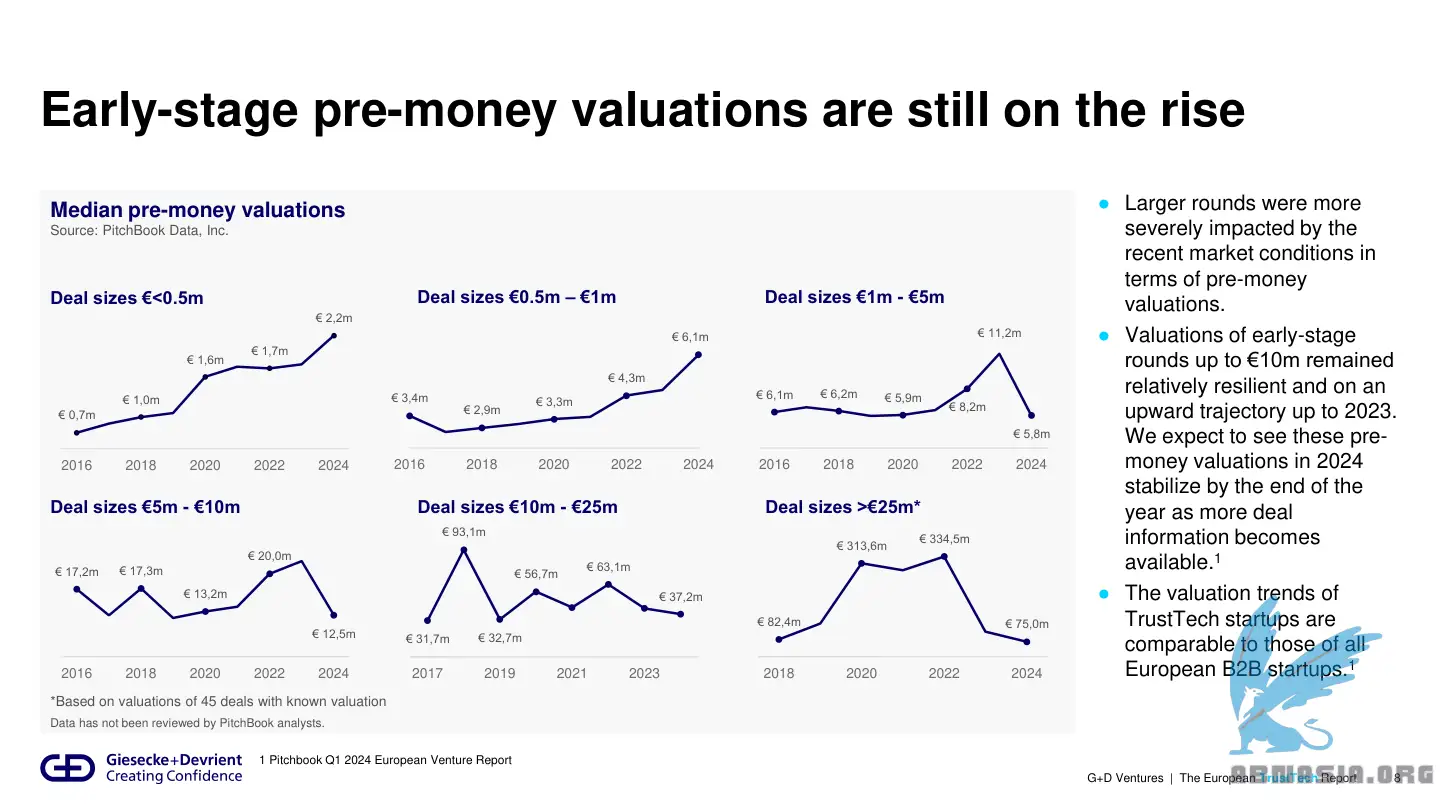 Early-stage pre-money valuations are still on the rise
Median pre-money valuations
Source: PitchBook Data, Inc.
Deal sizes €<0.5m
€ 0,7m
€ 1,0m
€ 1,6m
€ 1,7m
€ 2,2m
2016 2018 2020 2022 2024
Deal sizes €0.5m – €1m
€ 3,4m
€ 2,9m
€ 3,3m
€ 4,3m
€ 6,1m
2016 2018 2020 2022 2024
Deal sizes €1m - €5m
€ 6,1m
€ 6,2m
€ 5,9m
€ 8,2m
€ 11,2m
€ 5,8m
2016 2018 2020 2022 2024
Deal sizes €5m - €10m
€ 17,2m
€ 17,3m
€ 13,2m
€ 20,0m
€ 12,5m
2016 2018 2020 2022 2024
Deal sizes €10m - €25m
€ 31,7m
€ 93,1m
€ 32,7m
€ 56,7m
€ 63,1m
€ 37,2m
2017 2019 2021 2023
Deal sizes >€25m*
€ 82,4m
€ 313,6m
€ 334,5m
€ 75,0m
2018 2020 2022 2024
*Based on valuations of 45 deals with known valuation
Data has not been reviewed by PitchBook analysts.
● Larger rounds were more
severely impacted by the
recent market conditions in
terms of pre-money
valuations.
● Valuations of early-stage
rounds up to €10m remained
relatively resilient and on an
upward trajectory up to 2023.
We expect to see these pre-
money valuations in 2024
stabilize by the end of the
year as more deal
information becomes
available.¹
● The valuation trends of
TrustTech startups are
comparable to those of all
European B2B startups.¹
Giesecke+Devrient
Creating Confidence
1 Pitchbook Q1 2024 European Venture Report
G+D Ventures | The European TrustTech Report 8
ARMASIA.ORG